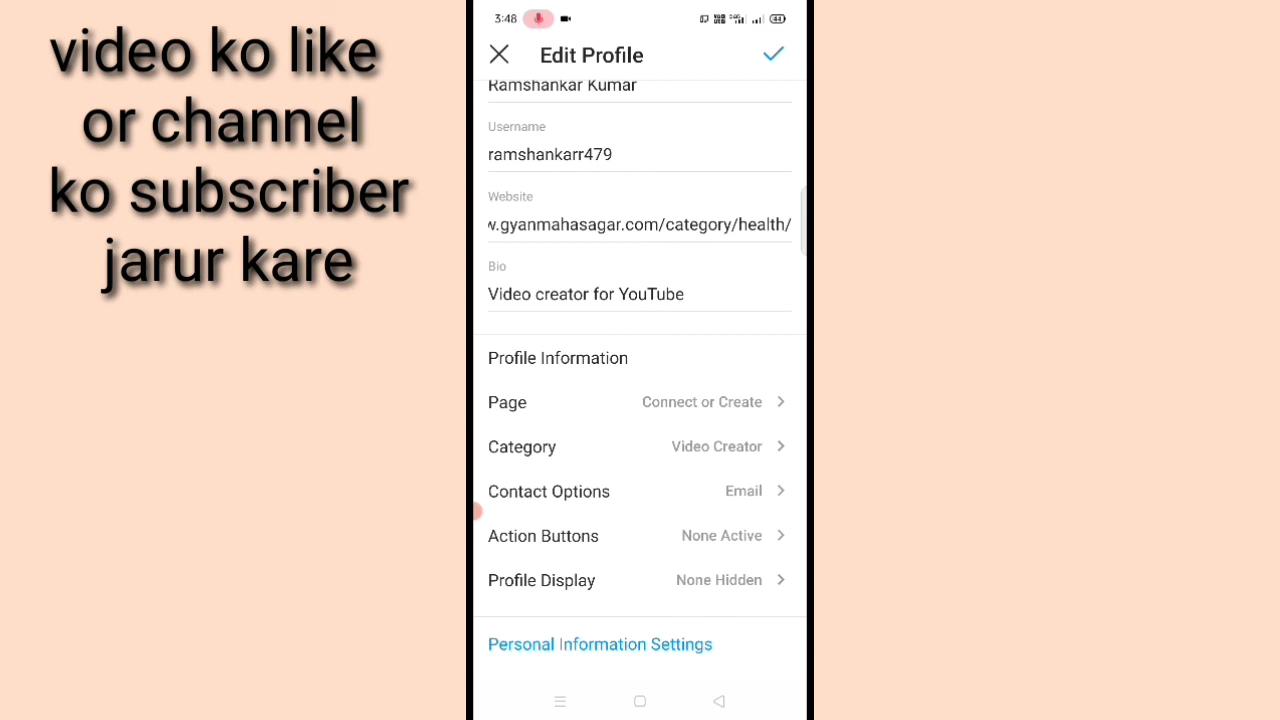 video ko like
or channel
ko subscriber
jarur kare
3:48
44
Edit Profile
Ramshankar Kumar
Username
ramshankarr479
Website
w.gyanmahasagar.com/category/health/
Bio
Video creator for YouTube
Profile Information
Page Connect or Create
Category Video Creator
Contact Options Email
Action Buttons None Active
Profile Display None Hidden
Personal Information Settings